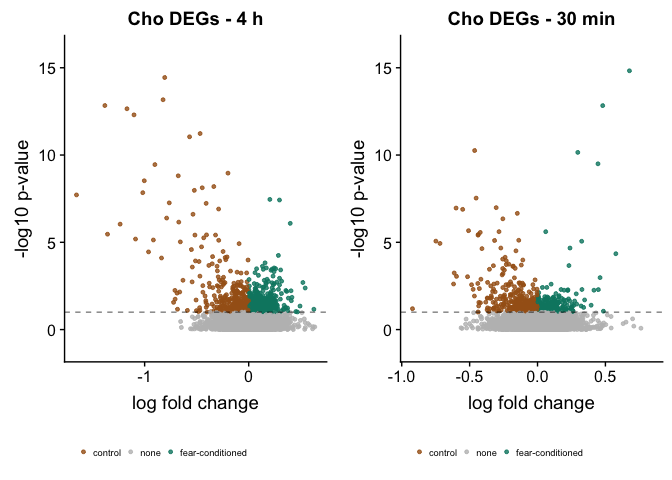 Cho DEGs - 4 h
Cho DEGs - 30 min
15
10
5
0
-log10 p-value
-1
0
log fold change
control
none
fear-conditioned
15
10
5
0
-log10 p-value
-1.0
-0.5
0.0
0.5
log fold change
control
none
fear-conditioned